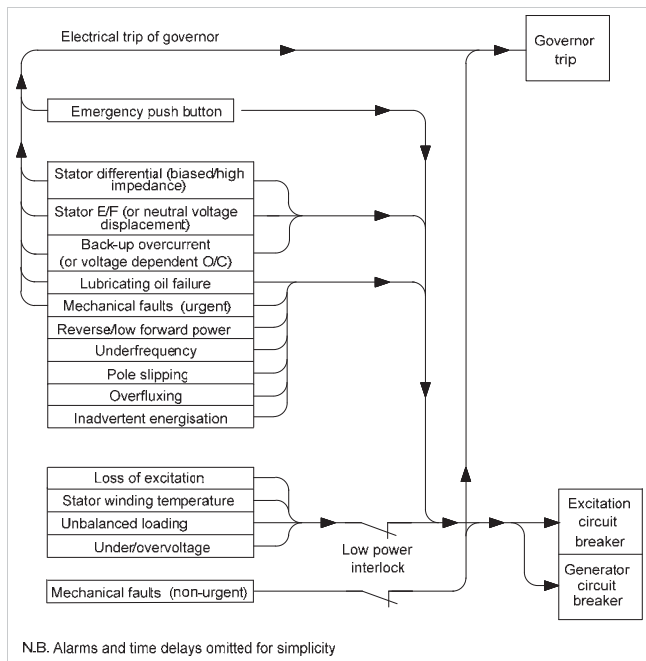 Electrical trip of governor
Governor
trip
Emergency push button
Stator differential (biased/high
impedance)
Stator E/F (or neutral voltage
displacement)
Back-up overcurrent
(or voltage dependent O/C)
Lubricating oil failure
Mechanical faults (urgent)
Reverse/low forward power
Underfrequency
Pole slipping
Overfluxing
Inadvertent energisation
Loss of excitation
Stator winding temperature
Unbalanced loading
Under/overvoltage
Low power
interlock
Excitation
circuit
breaker
Generator
circuit
breaker
Mechanical faults (non-urgent)
N.B. Alarms and time delays omitted for simplicity